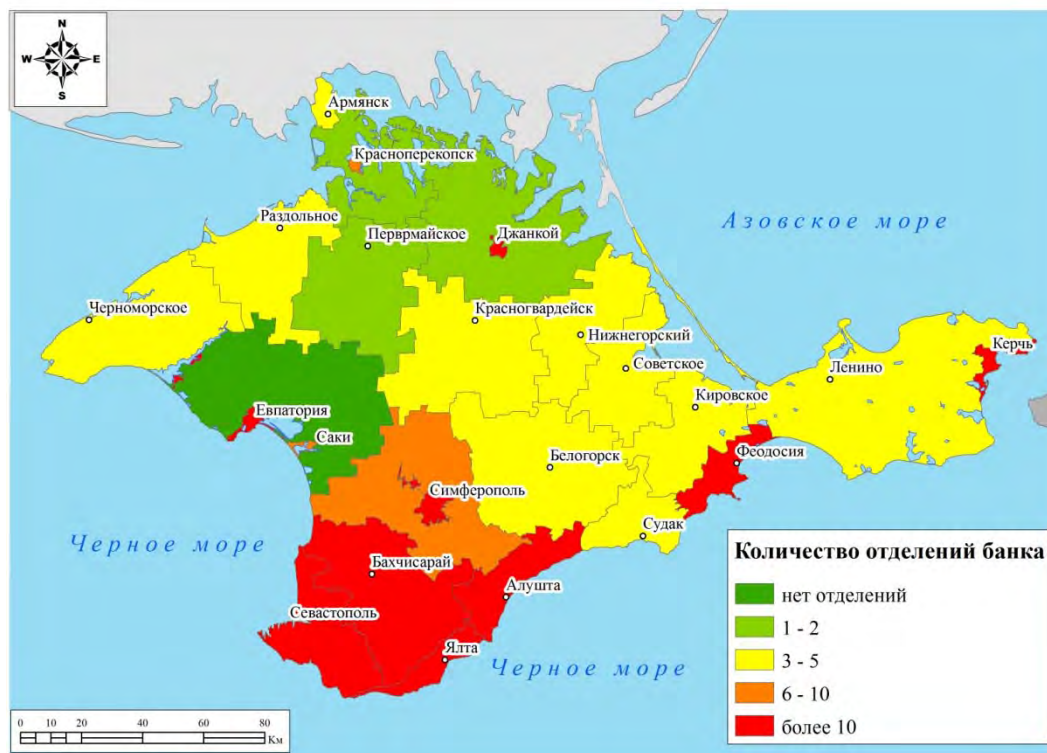 N
W E
S
Армянск
Красноперекопск
Раздольное
Перврмайское
Джанкой
Азовское море
Черноморское
Красногвардейск
Нижнегорский
Советское
Керчь
Ленино
Кировское
Евпатория
Саки
Белогорск
Феодосия
Симферополь
Судак
Черное море
Бахчисарай
Алушта
Севастополь
Ялта
Черное море
Количество отделений банка
нет отделений
1 - 2
3 - 5
6 - 10
более 10
0 10 20 40 60 80
Км